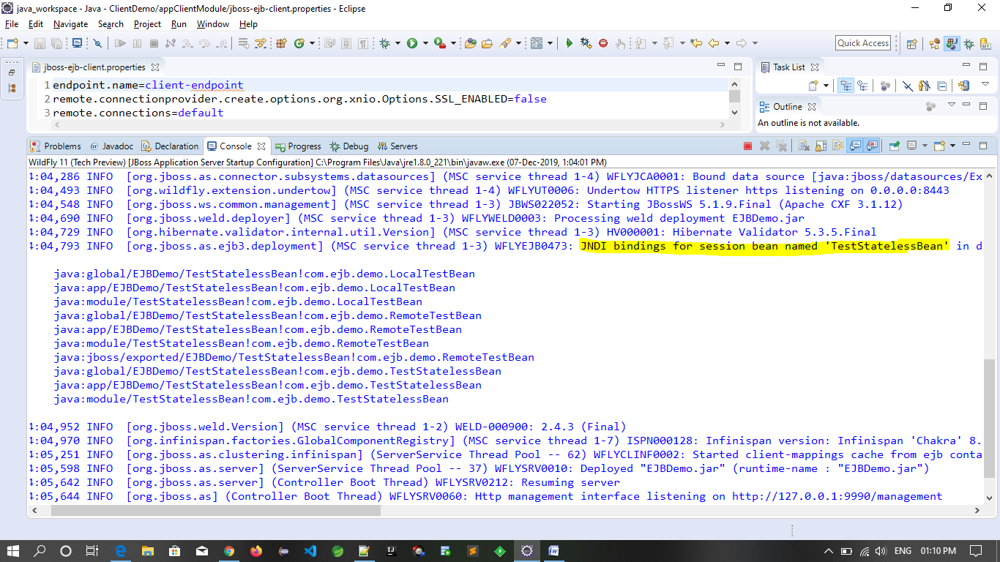 java_workspace - Java - ClientDemo/appClientModule/jboss-ejb-client.properties - Eclipse
File Edit Navigate Search Project Run Window Help
Quick Access
jboss-ejb-client.properties
1 endpoint.name=client-endpoint
2 remote.connectionprovider.create.options.org.xnio.Options.SSL_ENABLED=false
3 remote.connections=default
Task List
Outline
An outline is not available.
Problems @ Javadoc Declaration Console Progress Debug Servers
WildFly 11 (Tech Preview) [JBoss Application Server Startup Configuration] C:\Program Files\Java\jre1.8.0_221\bin\javaw.exe (07-Dec-2019, 1:04:01 PM)
:04,286 INFO [org.jboss.as.connector.subsystems.datasources] (MSC service thread 1-4) WFLYJCA0001: Bound data source [java:jboss/datasources/Ex
:04,493 INFO [org.wildfly.extension.undertow] (MSC service thread 1-4) WFLYUT0006: Undertow HTTPS listener https listening on 0.0.0.0:8443
:04,548 INFO [org.jboss.ws.common.management] (MSC service thread 1-3) JBWS022052: Starting JBossWS 5.1.9.Final (Apache CXF 3.1.12)
:04,690 INFO [org.jboss.weld.deployer] (MSC service thread 1-3) WFLYWELD0003: Processing weld deployment EJBDemo.jar
:04,729 INFO [org.hibernate.validator.internal.util.Version] (MSC service thread 1-3) HV000001: Hibernate Validator 5.3.5.Final
:04,793 INFO [org.jboss.as.ejb3.deployment] (MSC service thread 1-3) WFLYEJB0473: JNDI bindings for session bean named 'TestStatelessBean' in d
java:global/EJBDemo/TestStatelessBean!com.ejb.demo.LocalTestBean
java:app/EJBDemo/TestStatelessBean!com.ejb.demo.LocalTestBean
java:module/TestStatelessBean!com.ejb.demo.LocalTestBean
java:global/EJBDemo/TestStatelessBean!com.ejb.demo.RemoteTestBean
java:app/EJBDemo/TestStatelessBean!com.ejb.demo.RemoteTestBean
java:module/TestStatelessBean!com.ejb.demo.RemoteTestBean
java:jboss/exported/EJBDemo/TestStatelessBean!com.ejb.demo.RemoteTestBean
java:global/EJBDemo/TestStatelessBean!com.ejb.demo.TestStatelessBean
java:app/EJBDemo/TestStatelessBean!com.ejb.demo.TestStatelessBean
java:module/TestStatelessBean!com.ejb.demo.TestStatelessBean
:04,952 INFO [org.jboss.weld.Version] (MSC service thread 1-2) WELD-000900: 2.4.3 (Final)
:04,970 INFO [org.infinispan.factories.GlobalComponentRegistry] (MSC service thread 1-7) ISPN000128: Infinispan version: Infinispan 'Chakra' 8.
:05,251 INFO [org.jboss.as.clustering.infinispan] (ServerService Thread Pool -- 62) WFLYCLINF0002: Started client-mappings cache from ejb conta
:05,598 INFO [org.jboss.as.server] (ServerService Thread Pool -- 37) WFLYSRV0010: Deployed "EJBDemo.jar" (runtime-name : "EJBDemo.jar")
:05,642 INFO [org.jboss.as.server] (Controller Boot Thread) WFLYSRV0212: Resuming server
:05,644 INFO [org.jboss.as] (Controller Boot Thread) WFLYSRV0060: Http management interface listening on http://127.0.0.1:9990/management
ENG 01:10 PM